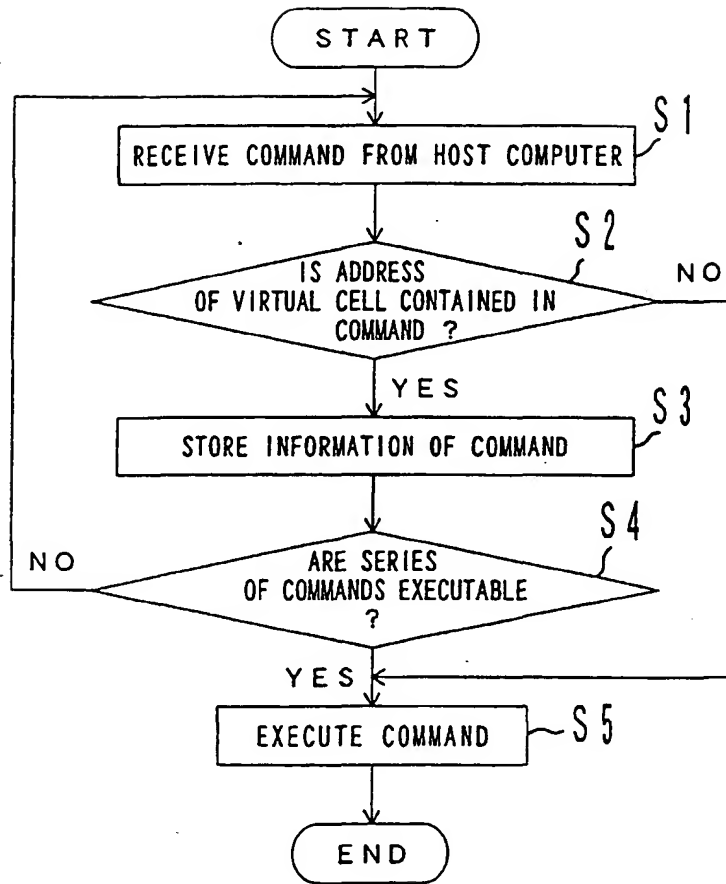 START
S1
RECEIVE COMMAND FROM HOST COMPUTER
S2
IS ADDRESS
OF VIRTUAL CELL CONTAINED IN
COMMAND ?
NO
YES
S3
STORE INFORMATION OF COMMAND
S4
NO
ARE SERIES
OF COMMANDS EXECUTABLE
?
YES
EXECUTE COMMAND
S5
END